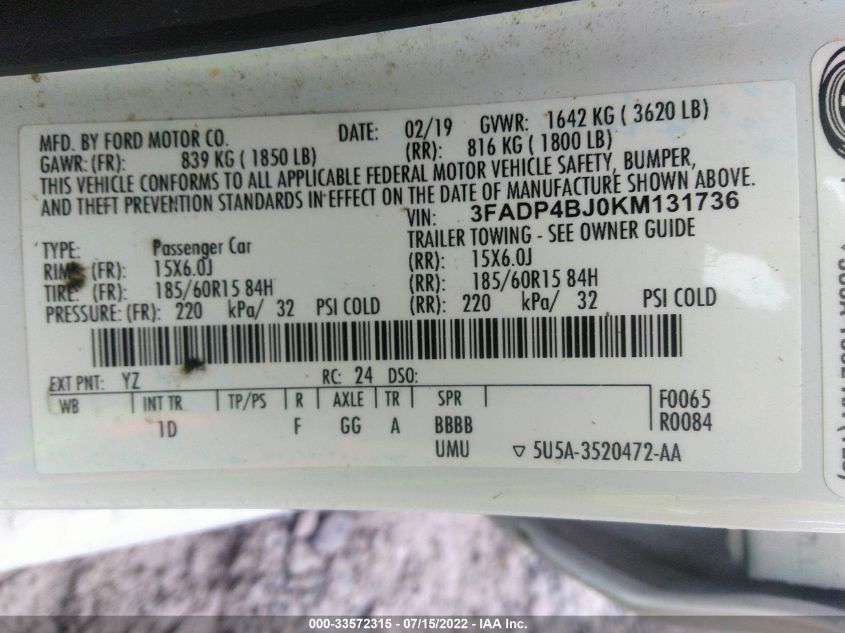 MFD. BY FORD MOTOR CO. DATE: 02/19 GVWR: 1642 KG ( 3620 LB)
GAWR: (FR): 839 KG ( 1850 LB) (RR): 816 KG ( 1800 LB)
THIS VEHICLE CONFORMS TO ALL APPLICABLE FEDERAL MOTOR VEHICLE SAFETY, BUMPER,
AND THEFT PREVENTION STANDARDS IN EFFECT ON THE DATE OF MANUFACTURE SHOWN ABOVE.
VIN: 3FADP4BJ0KM131736
TYPE: Passenger Car TRAILER TOWING - SEE OWNER GUIDE
RIM: (FR): 15X6.0J (RR): 15X6.0J
TIRE: (FR): 185/60R15 84H (RR): 185/60R15 84H
PRESSURE: (FR): 220 kPa/ 32 PSI COLD (RR): 220 kPa/ 32 PSI COLD
EXT PNT: YZ RC: 24 DSO:
WB | INT TR | TP/PS | R | AXLE | TR | SPR F0065
1D F GG A BBBB R0084
UMU ▽ 5U5A-3520472-AA
000-33572315 - 07/15/2022 - IAA Inc.